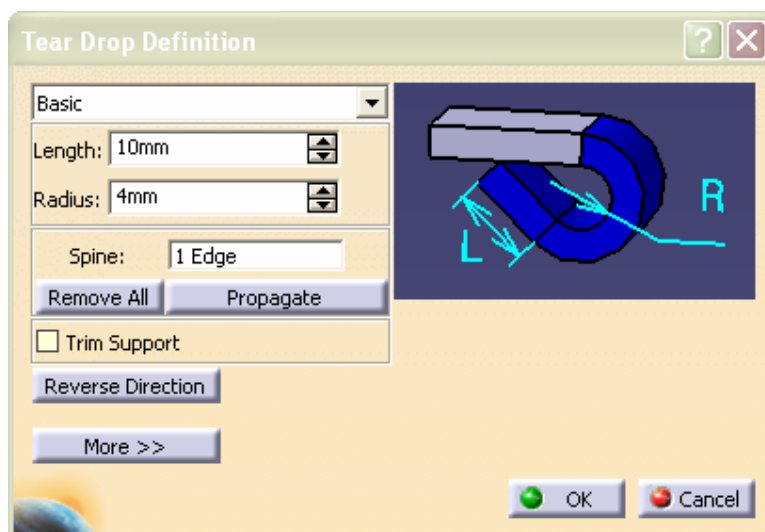 Tear Drop Definition
Basic
Length: 10mm
Radius: 4mm
Spine: 1 Edge
Remove All Propagate
Trim Support
Reverse Direction
More >>
R
L
OK Cancel